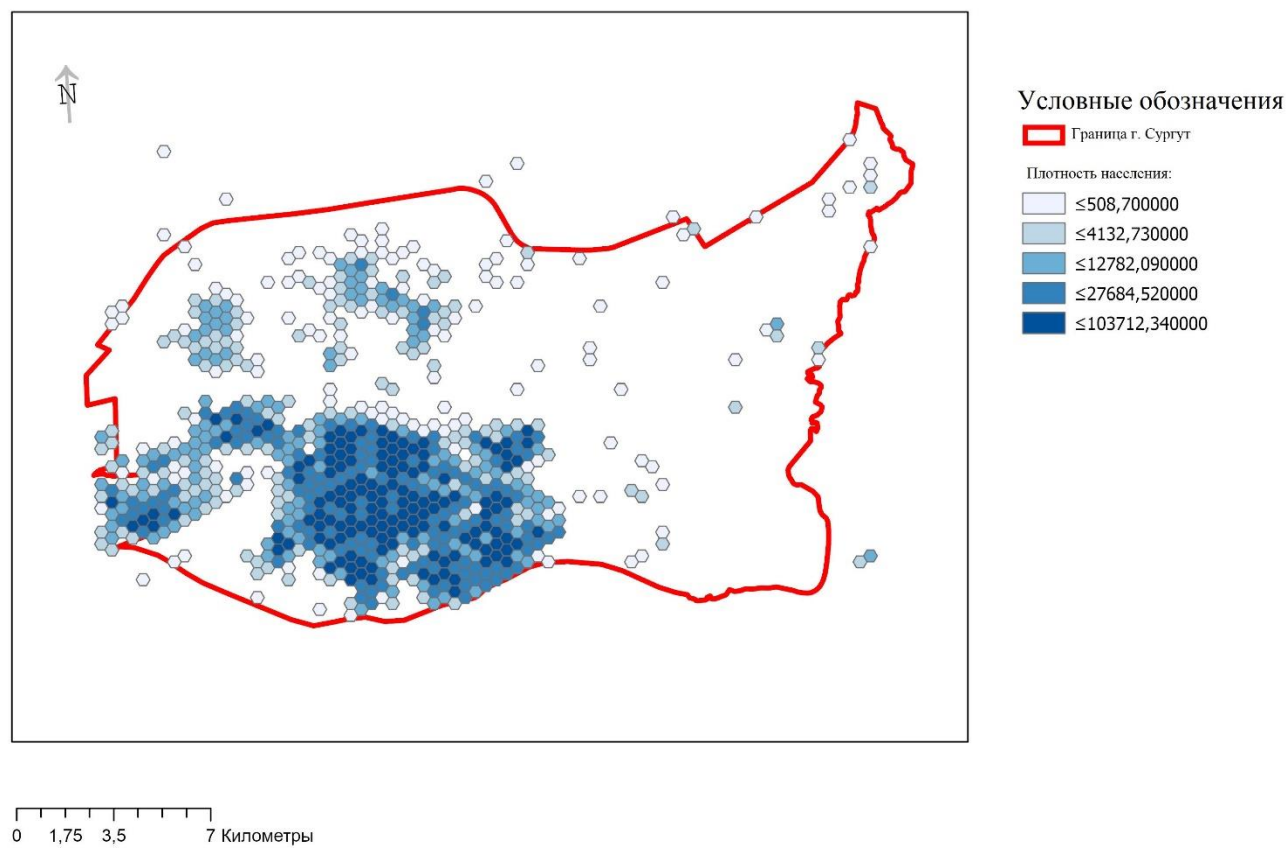 N
Условные обозначения
Граница г. Сургут
Плотность населния:
≤508,700000
≤4132,730000
≤12782,090000
≤27684,520000
≤103712,340000
0 1,75 3,5 7 Километры